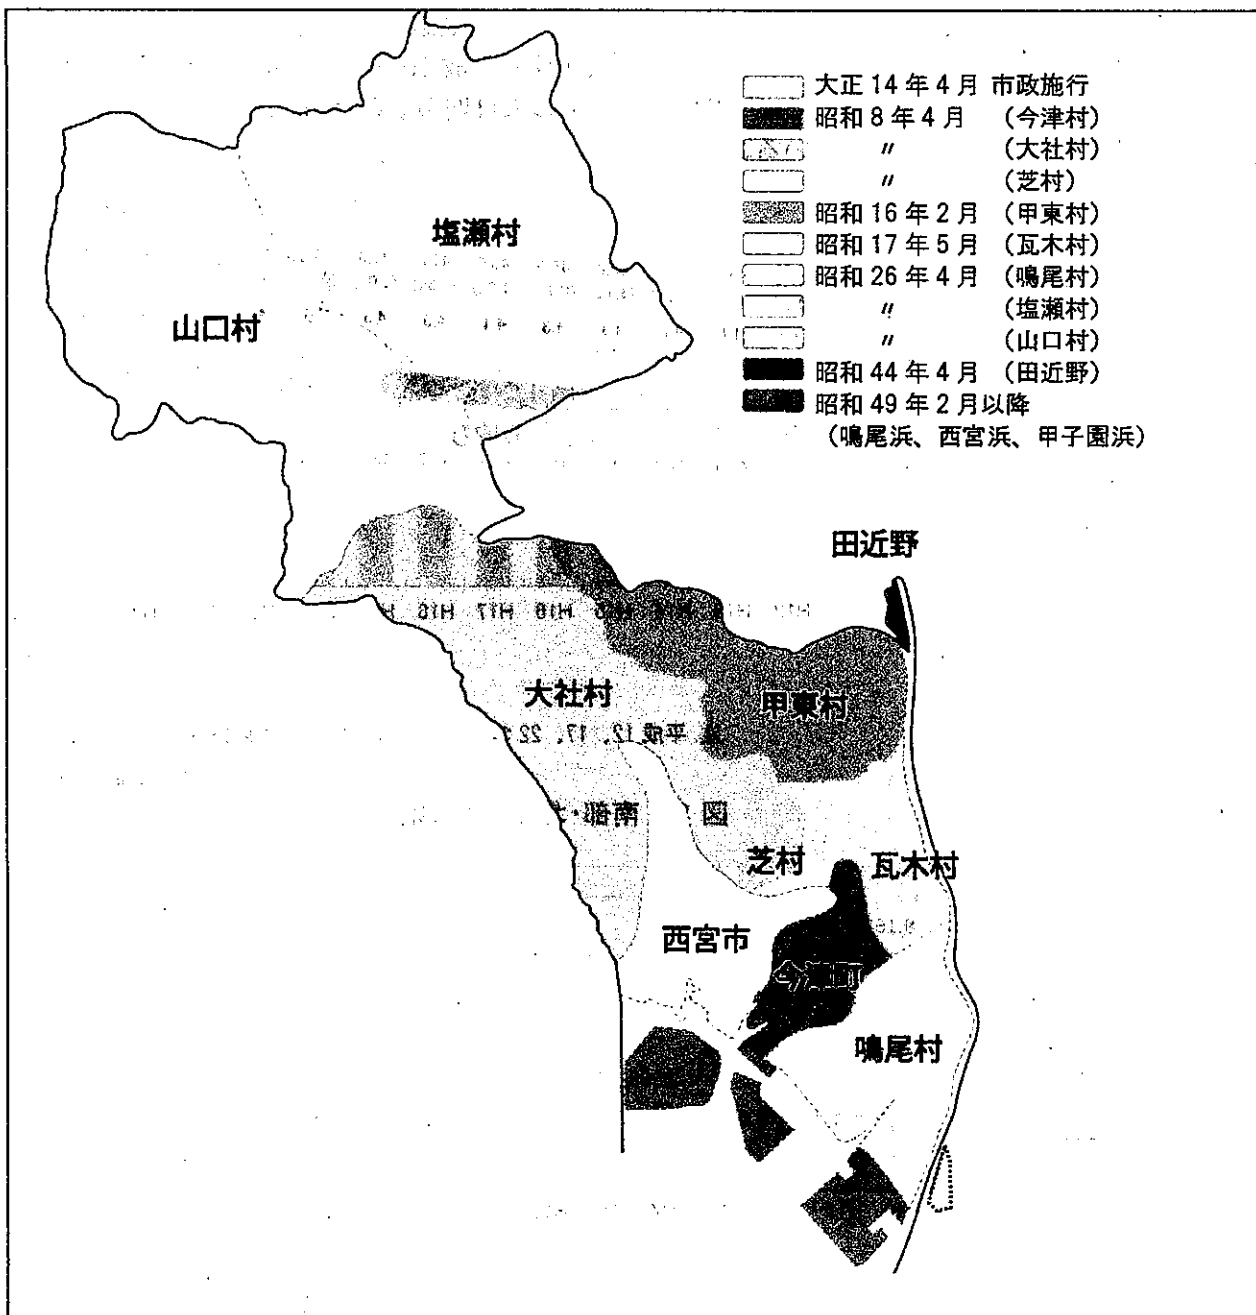 大正 14 年 4 月 市政施行
昭和 8 年 4 月 (今津村)
〃 (大社村)
〃 (芝村)
昭和 16 年 2 月 (甲東村)
昭和 17 年 5 月 (瓦木村)
昭和 26 年 4 月 (鳴尾村)
〃 (塩瀬村)
〃 (山口村)
昭和 44 年 4 月 (田近野)
昭和 49 年 2 月以降
(鳴尾浜、西宮浜、甲子園浜)
塩瀬村
山口村
田近野
大社村
甲東村
芝村
瓦木村
西宮市
今津町
鳴尾村